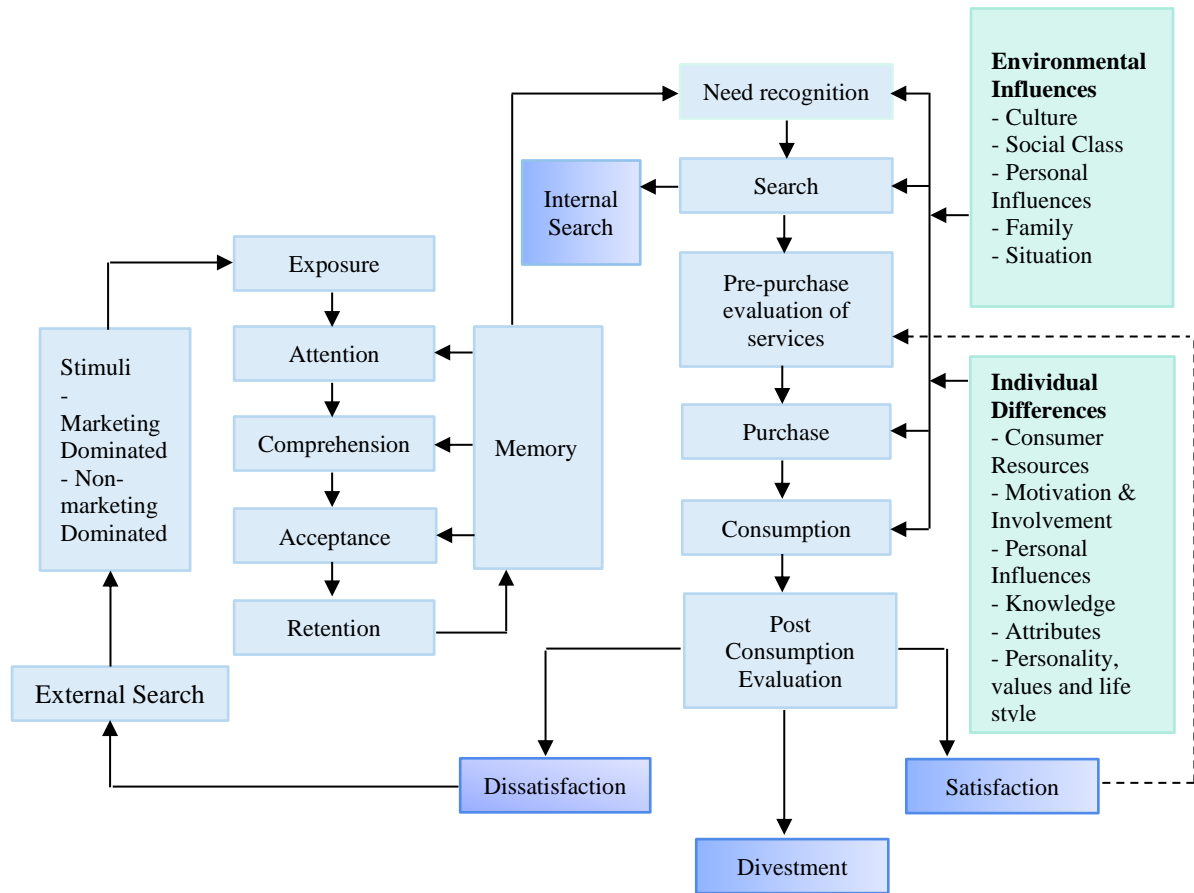 Need recognition
Search
Internal
Search
Pre-purchase
evaluation of
services
Purchase
Consumption
Post
Consumption
Evaluation
Exposure
Attention
Comprehension
Acceptance
Retention
Memory
Stimuli
-
Marketing
Dominated
- Non-
marketing
Dominated
External Search
Dissatisfaction
Satisfaction
Divestment
Environmental
Influences
- Culture
- Social Class
- Personal
Influences
- Family
- Situation
Individual
Differences
- Consumer
Resources
- Motivation &
Involvement
- Personal
Influences
- Knowledge
- Attributes
- Personality,
values and life
style